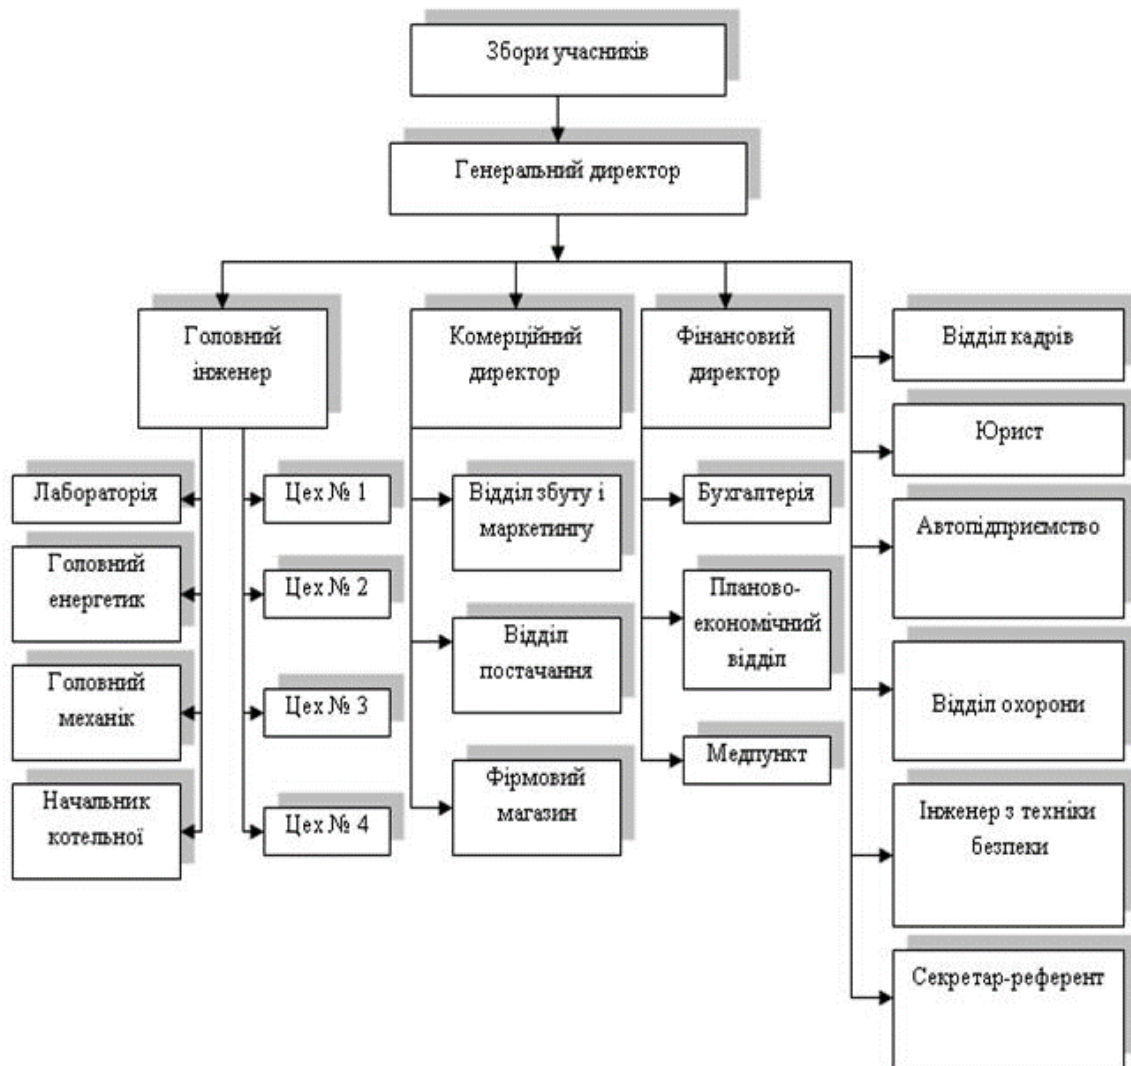 Збори учасників
Генеральний директор
Головний
інженер
Комерційний
директор
Фінансовий
директор
Відділ кадрів
Юрист
Автопідприємство
Відділ охорони
Інженер з техніки
безпеки
Секретар-референт
Лабораторія
Головний
енергетик
Головний
механік
Начальник
котельної
Цех № 1
Цех № 2
Цех № 3
Цех № 4
Відділ збуту і
маркетингу
Відділ
постачання
Фірмовий
магазин
Бухгалтерія
Планово-
економічний
відділ
Медпункт